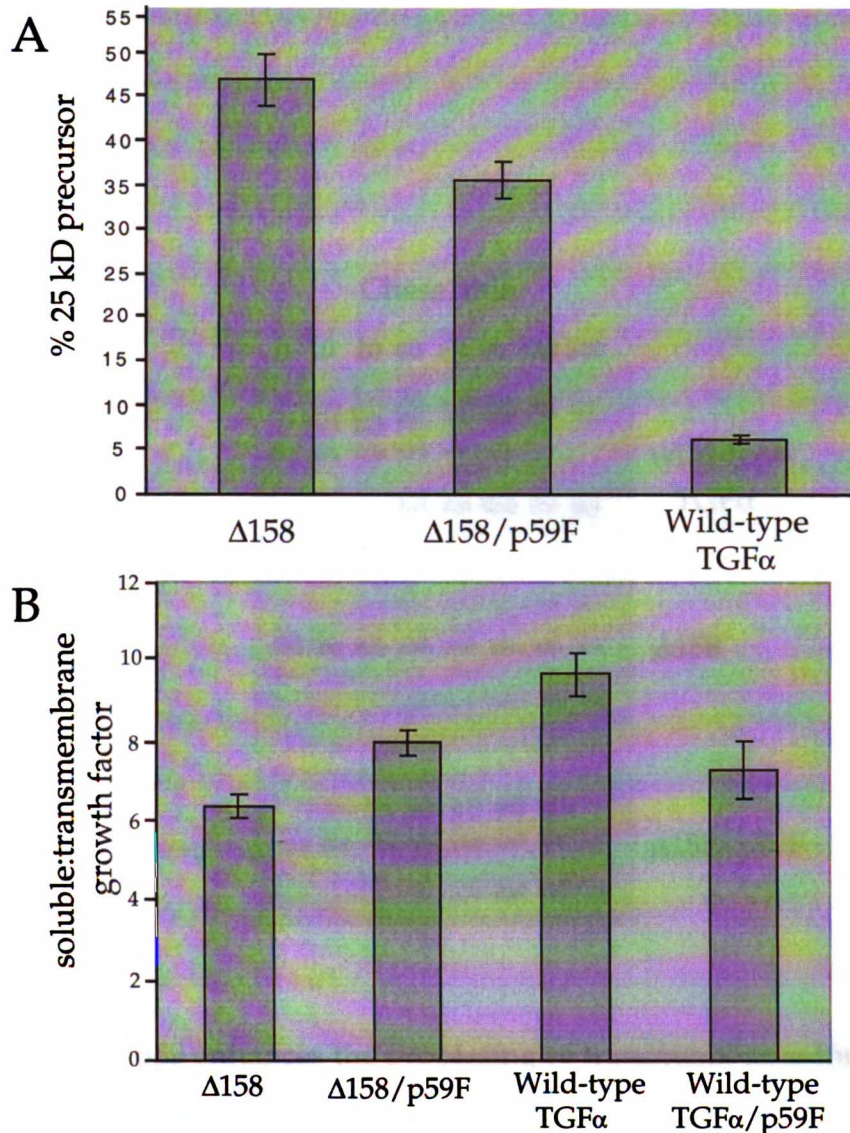 A
% 25 kD precursor
55
50
45
40
35
30
25
20
15
10
5
0
Δ158
Δ158/p59F
Wild-type
TGFα
B
soluble:transmembrane
growth factor
12
10
8
6
4
2
0
Δ158
Δ158/p59F
Wild-type
TGFα
Wild-type
TGFα/p59F